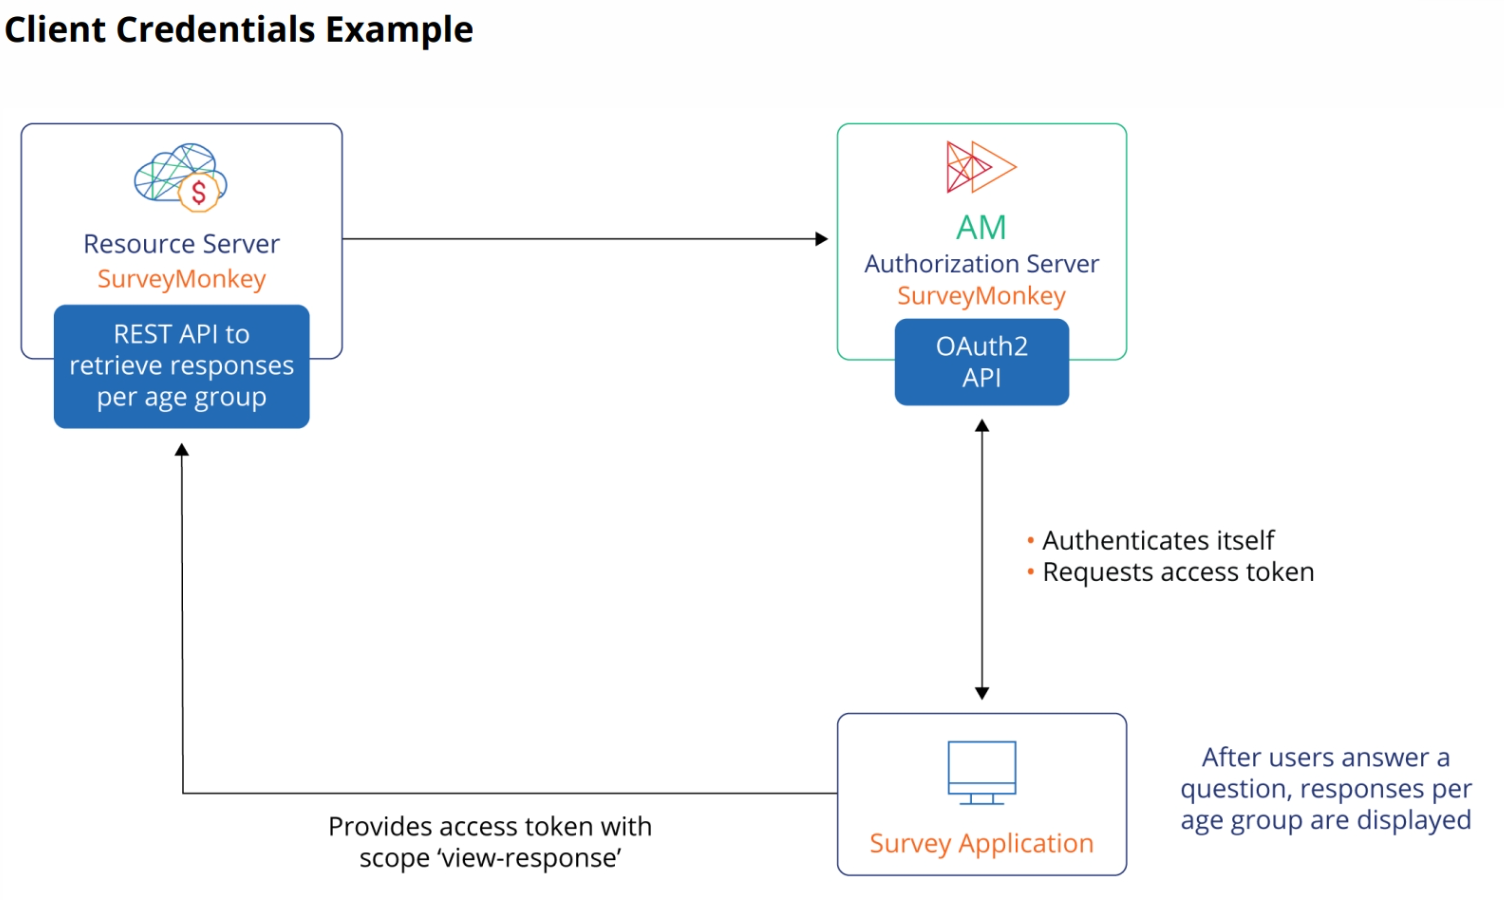 Client Credentials Example
$
Resource Server
SurveyMonkey
REST API to
retrieve responses
per age group
AM
Authorization Server
SurveyMonkey
OAuth2
API
• Authenticates itself
• Requests access token
Survey Application
After users answer a
question, responses per
age group are displayed
Provides access token with
scope ‘view-response’